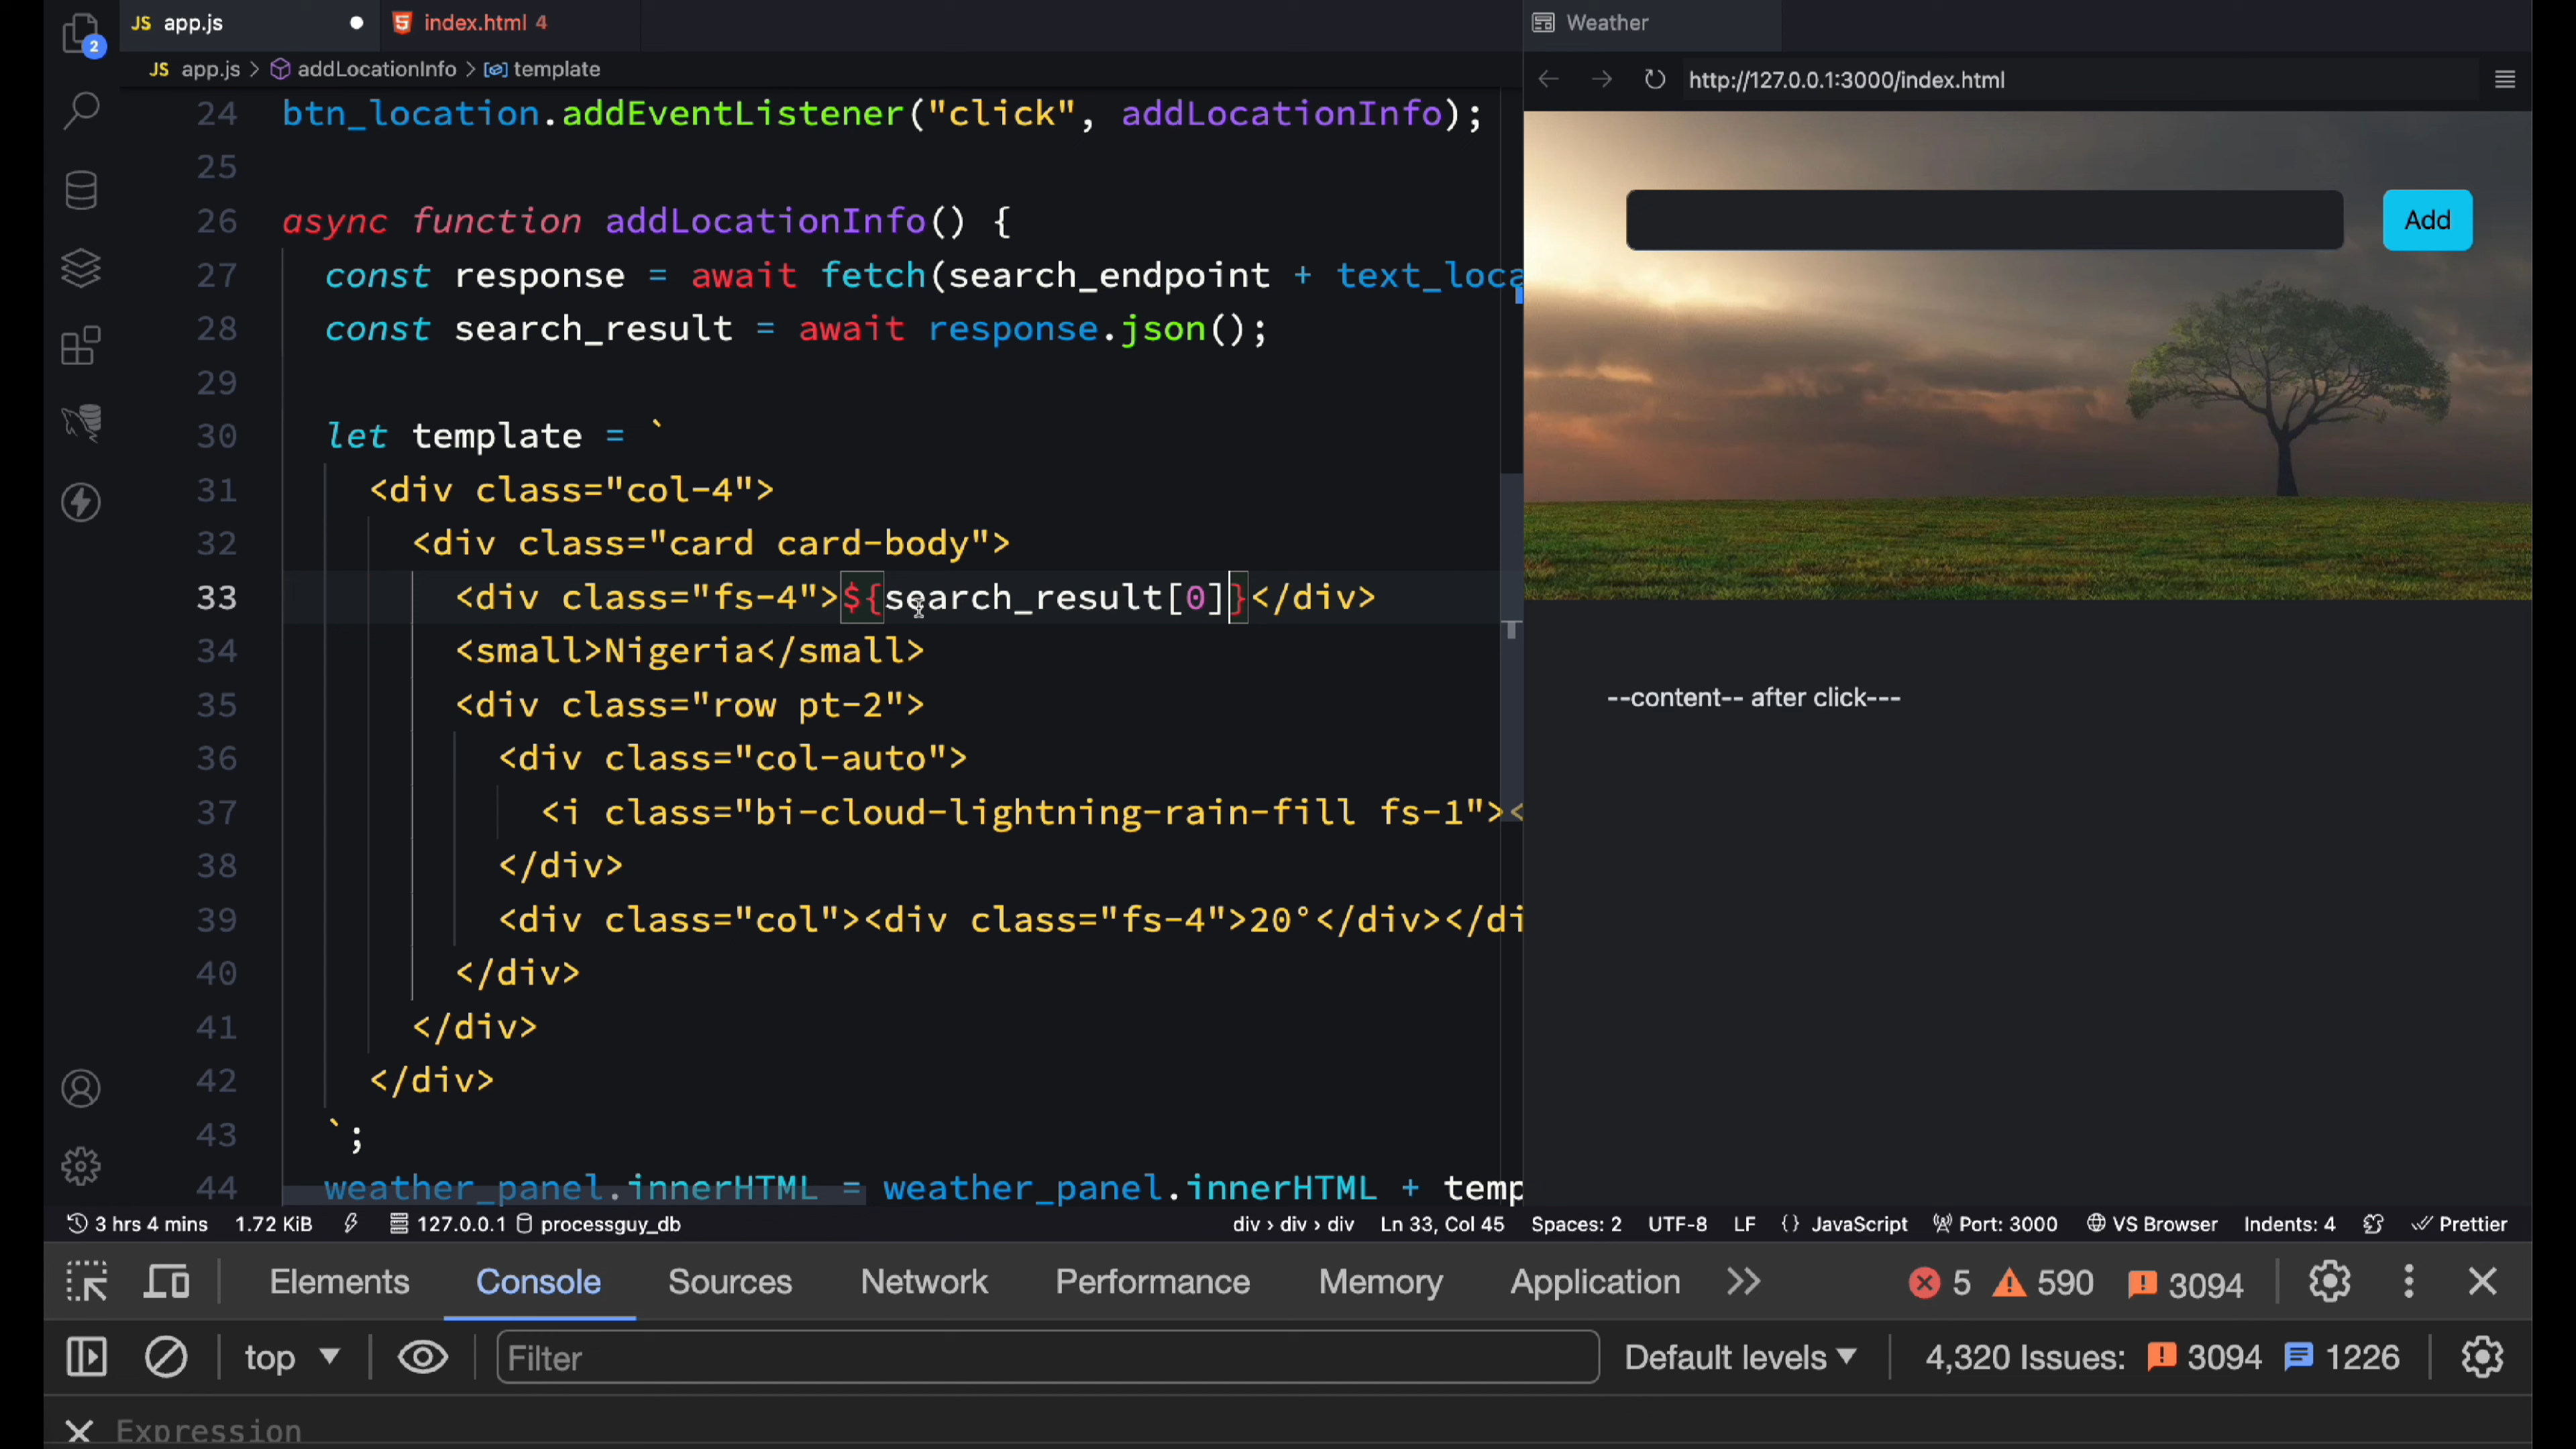 JS app.js
index.html 4
Weather
2
JS app.js > addLocationInfo > template
http://127.0.0.1:3000/index.html
24 btn_location.addEventListener("click", addLocationInfo);
25
26 async function addLocationInfo() {
27 const response = await fetch(search_endpoint + text_loca
28 const search_result = await response.json();
29
30 let template = `
31 <div class="col-4">
32 <div class="card card-body">
33 <div class="fs-4">${search_result[0]}</div>
34 <small>Nigeria</small>
35 <div class="row pt-2">
36 <div class="col-auto">
37 <i class="bi-cloud-lightning-rain-fill fs-1"><
38 </div>
39 <div class="col"><div class="fs-4">20°</div></di
40 </div>
41 </div>
42 </div>
43 `;
44 weather_panel.innerHTML = weather_panel.innerHTML + temp
Add
--content-- after click---
3 hrs 4 mins 1.72 KiB 127.0.0.1 processguy_db div > div > div Ln 33, Col 45 Spaces: 2 UTF-8 LF {} JavaScript Port: 3000 VS Browser Indents: 4 Prettier
Elements Console Sources Network Performance Memory Application >> 5 590 3094
top Filter Default levels 4,320 Issues: 3094 1226
Expression